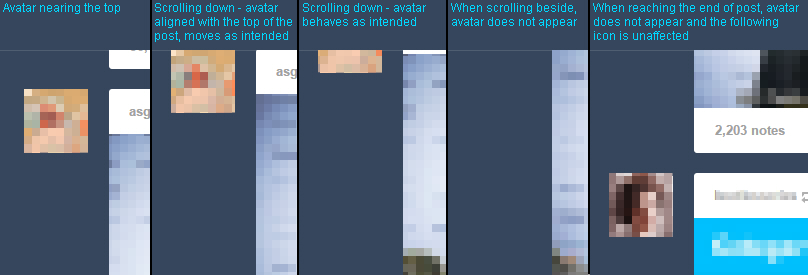 Avatar nearing the top
Scrolling down - avatar
aligned with the top of the
post, moves as intended
Scrolling down - avatar
behaves as intended
When scrolling beside,
avatar does not appear
When reaching the end of post, avatar
does not appear and the following
icon is unaffected
asg
asg
2,203 notes